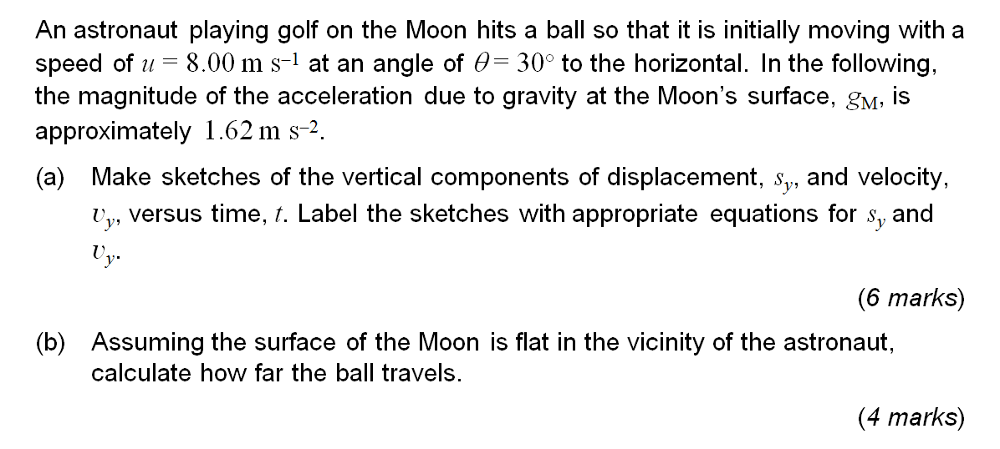 An astronaut playing golf on the Moon hits a ball so that it is initially moving with a
speed of u = 8.00 m s⁻¹ at an angle of θ = 30° to the horizontal. In the following,
the magnitude of the acceleration due to gravity at the Moon's surface, g_M, is
approximately 1.62 m s⁻².
(a) Make sketches of the vertical components of displacement, s_y, and velocity,
v_y, versus time, t. Label the sketches with appropriate equations for s_y and
v_y.
(6 marks)
(b) Assuming the surface of the Moon is flat in the vicinity of the astronaut,
calculate how far the ball travels.
(4 marks)